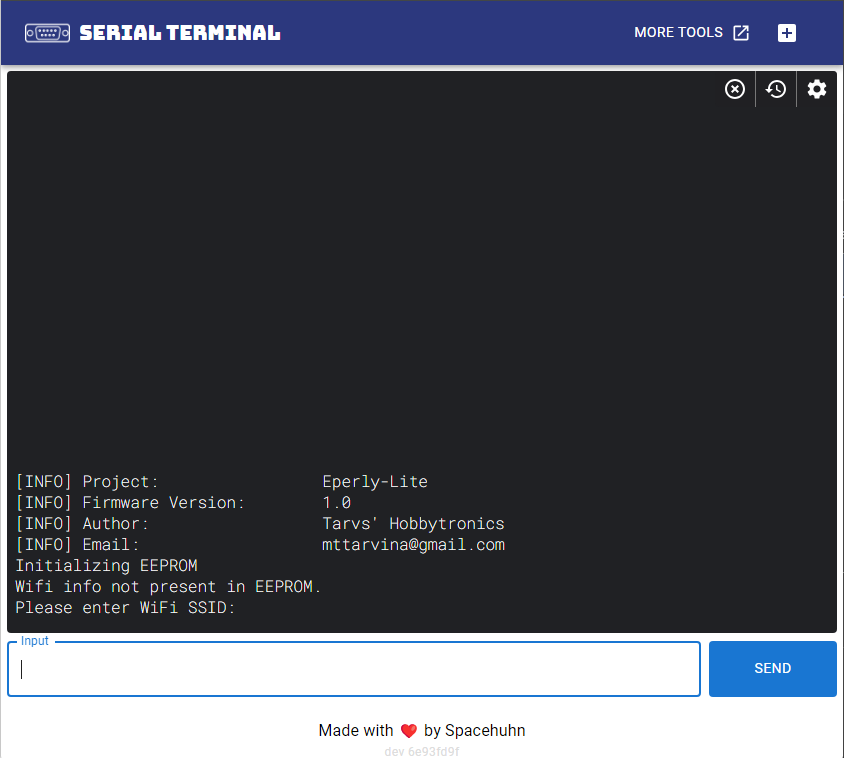 SERIAL TERMINAL
MORE TOOLS
[INFO] Project: Eperly-Lite
[INFO] Firmware Version: 1.0
[INFO] Author: Tarvs' Hobbytronics
[INFO] Email: mttarvina@gmail.com
Initializing EEPROM
Wifi info not present in EEPROM.
Please enter WiFi SSID:
Input
SEND
Made with ❤️ by Spacehuhn
dev 6e93fd9f